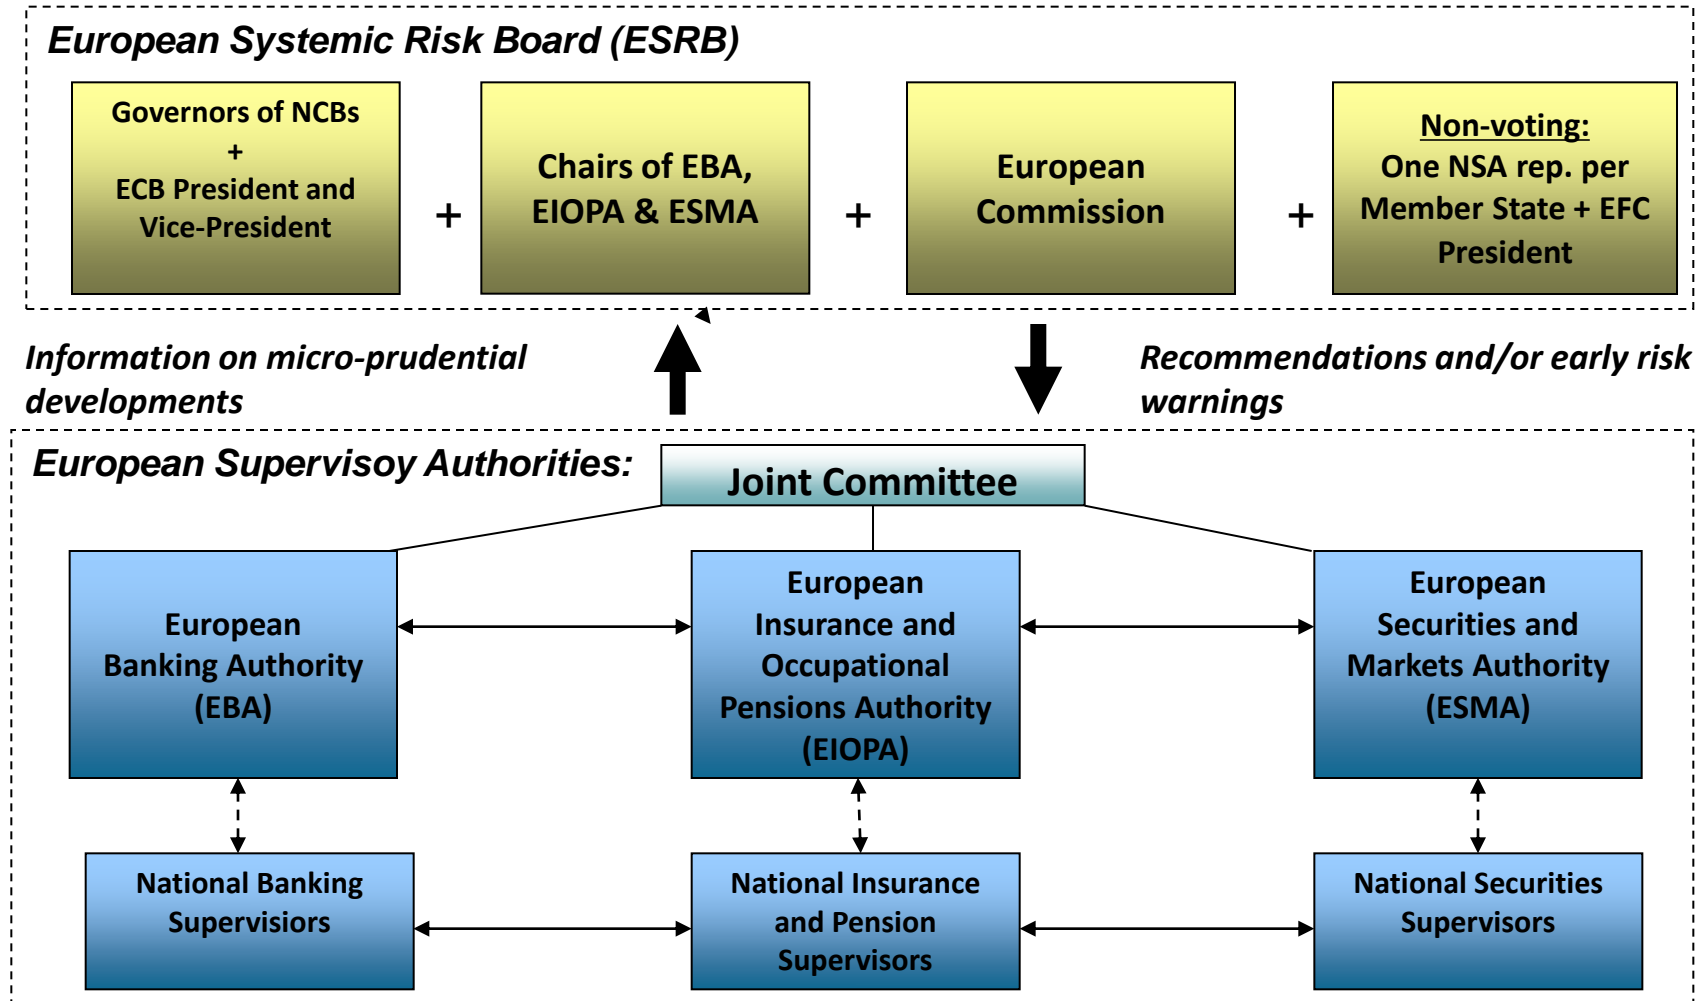 European Systemic Risk Board (ESRB)
Governors of NCBs
+
ECB President and
Vice-President
+
Chairs of EBA,
EIOPA & ESMA
+
European
Commission
+
Non-voting:
One NSA rep. per
Member State + EFC
President
Information on micro-prudential
developments
Recommendations and/or early risk
warnings
European Supervisoy Authorities:
Joint Committee
European
Banking Authority
(EBA)
European
Insurance and
Occupational
Pensions Authority
(EIOPA)
European
Securities and
Markets Authority
(ESMA)
National Banking
Supervisiors
National Insurance
and Pension
Supervisors
National Securities
Supervisors